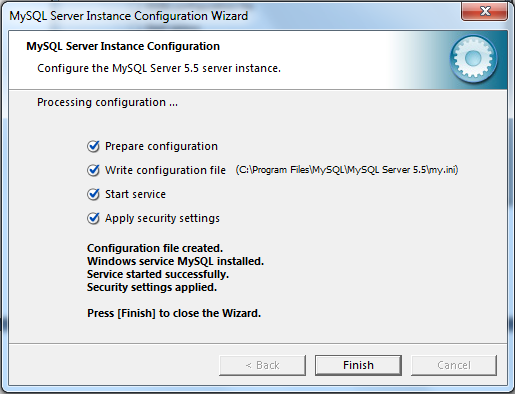 MySQL Server Instance Configuration Wizard
MySQL Server Instance Configuration
Configure the MySQL Server 5.5 server instance.
Processing configuration ...
Prepare configuration
Write configuration file (C:\Program Files\MySQL\MySQL Server 5.5\my.ini)
Start service
Apply security settings
Configuration file created.
Windows service MySQL installed.
Service started successfully.
Security settings applied.
Press [Finish] to close the Wizard.
< Back Finish Cancel